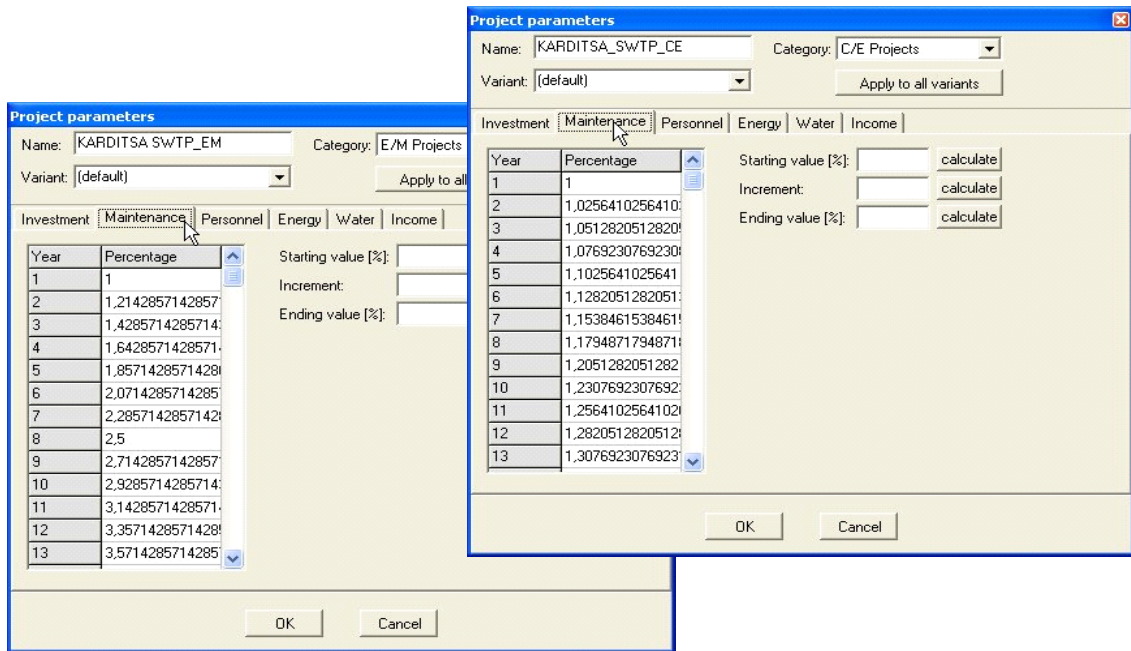 Project parameters
Name: KARDITSA_SWTP_CE Category: C/E Projects
Variant: (default) Apply to all variants
Investment Maintenance Personnel Energy Water Income
Year Percentage Starting value [%]: calculate
1 1
Increment: calculate
2 1,0256410256410
Ending value [%]: calculate
3 1,0512820512820
4 1,0769230769230
5 1,1025641025641
6 1,1282051282051
7 1,1538461538461
8 1,1794871794871
9 1,2051282051282
10 1,2307692307692
11 1,2564102564102
12 1,2820512820512
13 1,3076923076923
OK Cancel
Project parameters
Name: KARDITSA SWTP_EM Category: E/M Projects
Variant: (default) Apply to all
Investment Maintenance Personnel Energy Water Income
Year Percentage Starting value [%]:
1 1
Increment:
2 1,2142857142857
Ending value [%]:
3 1,4285714285714
4 1,6428571428571
5 1,8571428571428
6 2,0714285714285
7 2,2857142857142
8 2,5
9 2,7142857142857
10 2,9285714285714
11 3,1428571428571
12 3,3571428571428
13 3,5714285714285
OK Cancel